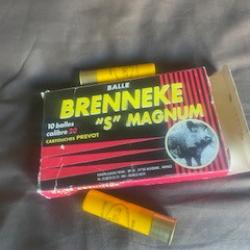 BALLE
BRENNEKE
"S" MAGNUM
10 balles
calibre 20
CARTOUCHES PREVOT